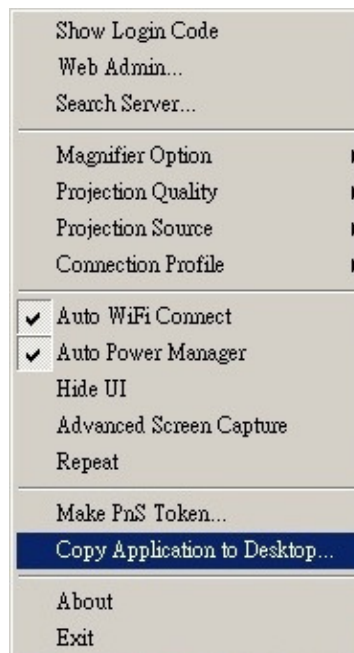 Show Login Code
Web Admin...
Search Server...
Magnifier Option
Projection Quality
Projection Source
Connection Profile
Auto WiFi Connect
Auto Power Manager
Hide UI
Advanced Screen Capture
Repeat
Make PnS Token...
Copy Application to Desktop...
About
Exit